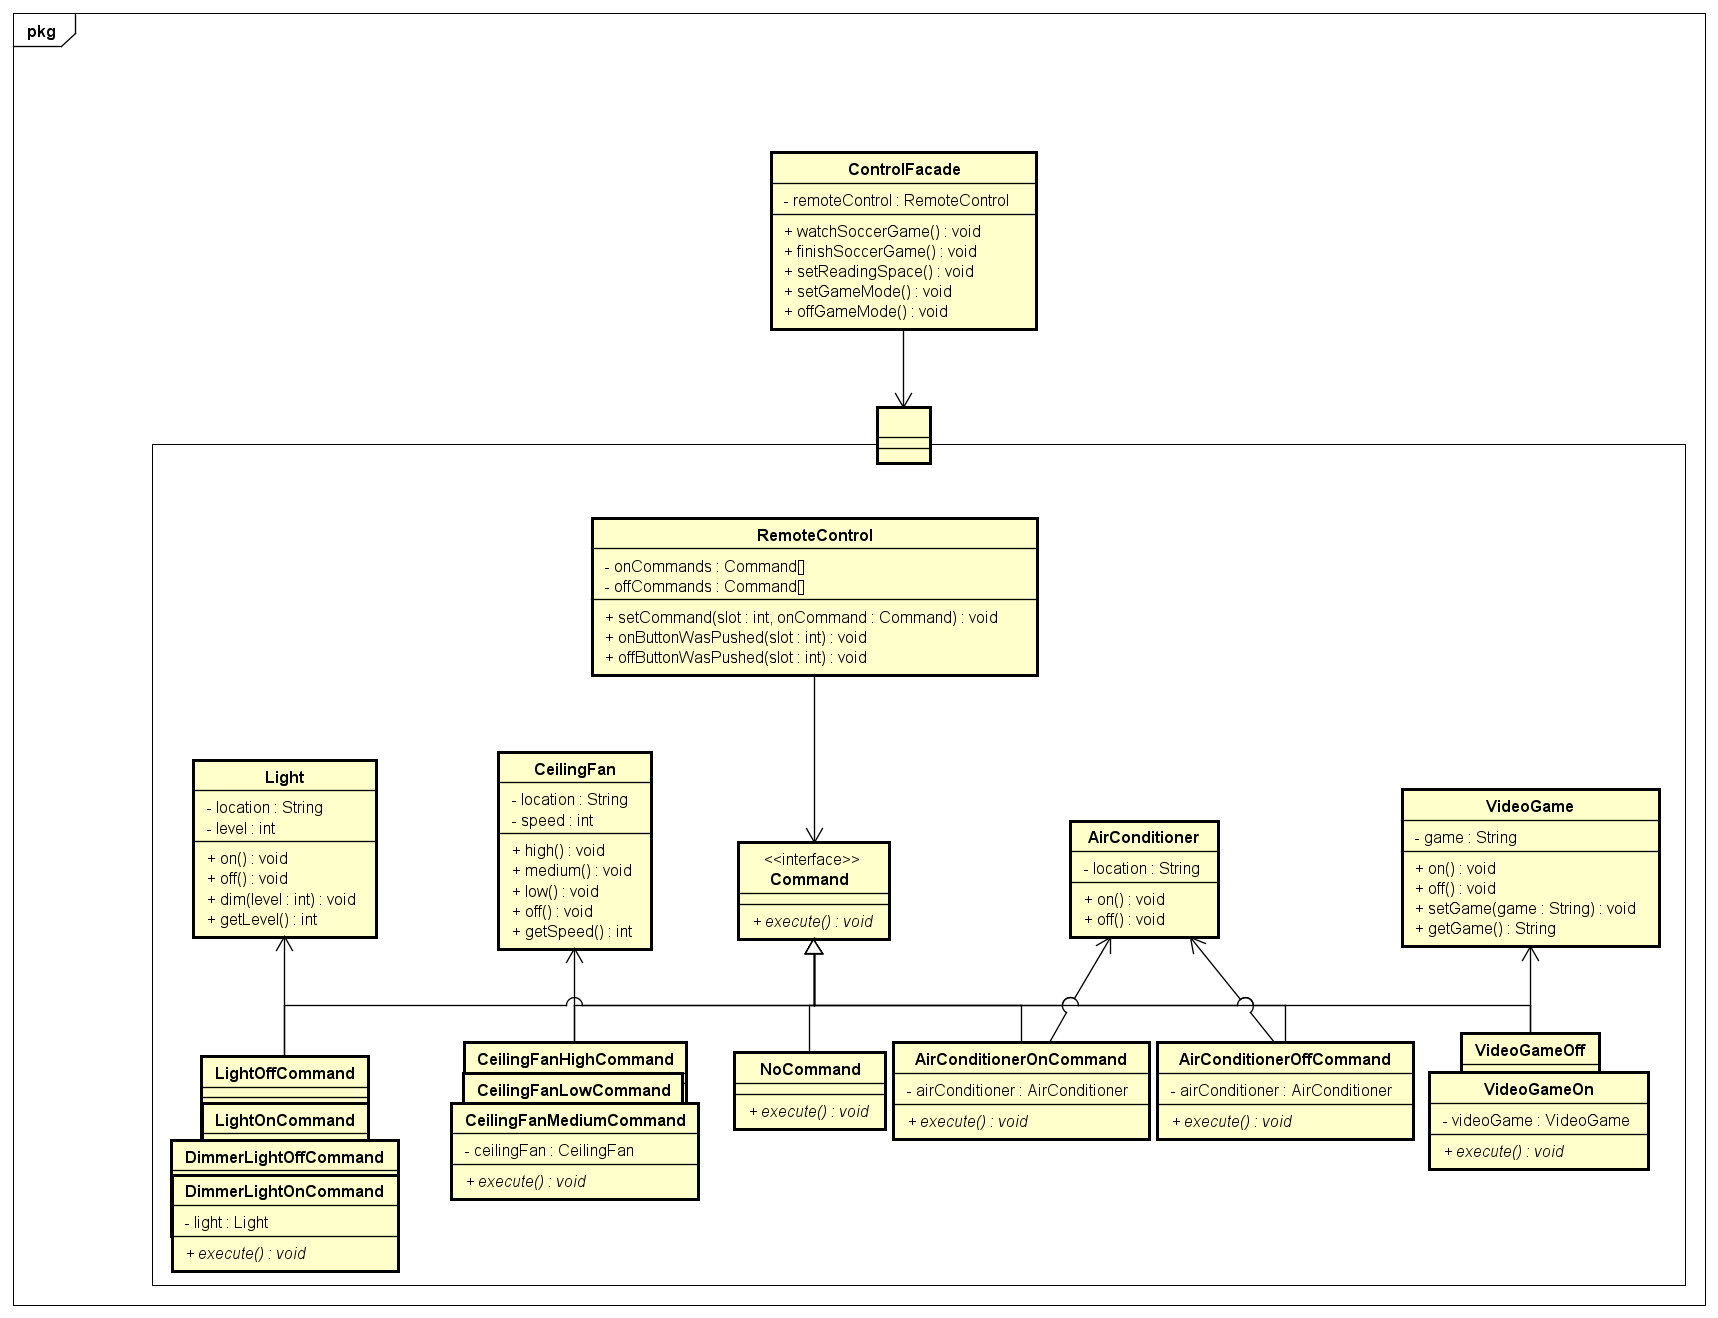 pkg
ControlFacade
- remoteControl : RemoteControl
+ watchSoccerGame() : void
+ finishSoccerGame() : void
+ setReadingSpace() : void
+ setGameMode() : void
+ offGameMode() : void
RemoteControl
- onCommands : Command[]
- offCommands : Command[]
+ setCommand(slot : int, onCommand : Command) : void
+ onButtonWasPushed(slot : int) : void
+ offButtonWasPushed(slot : int) : void
Light
- location : String
- level : int
+ on() : void
+ off() : void
+ dim(level : int) : void
+ getLevel() : int
CeilingFan
- location : String
- speed : int
+ high() : void
+ medium() : void
+ low() : void
+ off() : void
+ getSpeed() : int
<<interface>>
Command
+ execute() : void
AirConditioner
- location : String
+ on() : void
+ off() : void
VideoGame
- game : String
+ on() : void
+ off() : void
+ setGame(game : String) : void
+ getGame() : String
LightOffCommand
LightOnCommand
DimmerLightOffCommand
DimmerLightOnCommand
- light : Light
+ execute() : void
CeilingFanHighCommand
CeilingFanLowCommand
CeilingFanMediumCommand
- ceilingFan : CeilingFan
+ execute() : void
NoCommand
+ execute() : void
AirConditionerOnCommand
- airConditioner : AirConditioner
+ execute() : void
AirConditionerOffCommand
- airConditioner : AirConditioner
+ execute() : void
VideoGameOff
VideoGameOn
- videoGame : VideoGame
+ execute() : void